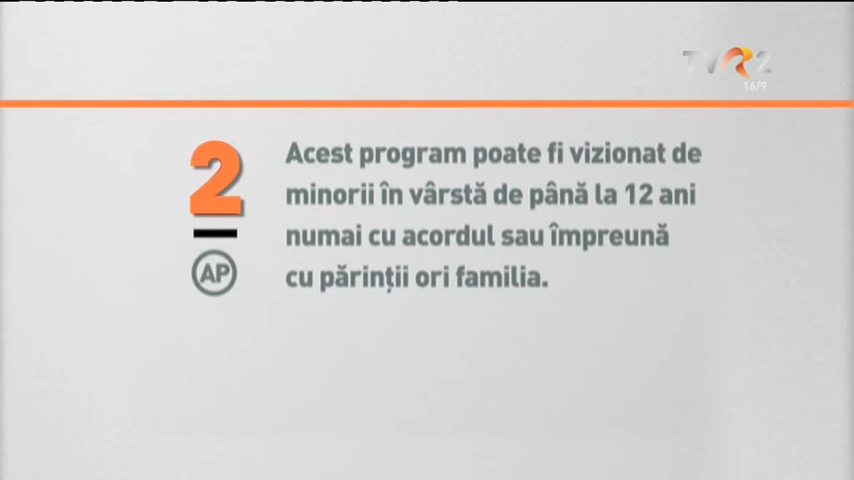 TVR2
16/9
2
AP
Acest program poate fi vizionat de
minorii în vârstă de până la 12 ani
numai cu acordul sau împreună
cu părinții ori familia.